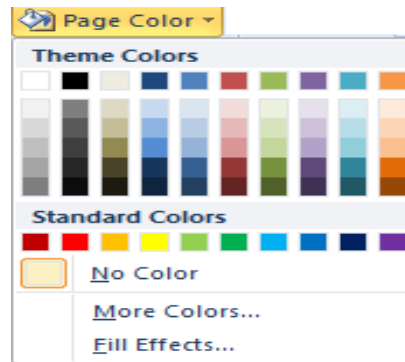 Page Color
Theme Colors
Standard Colors
No Color
More Colors...
Fill Effects...